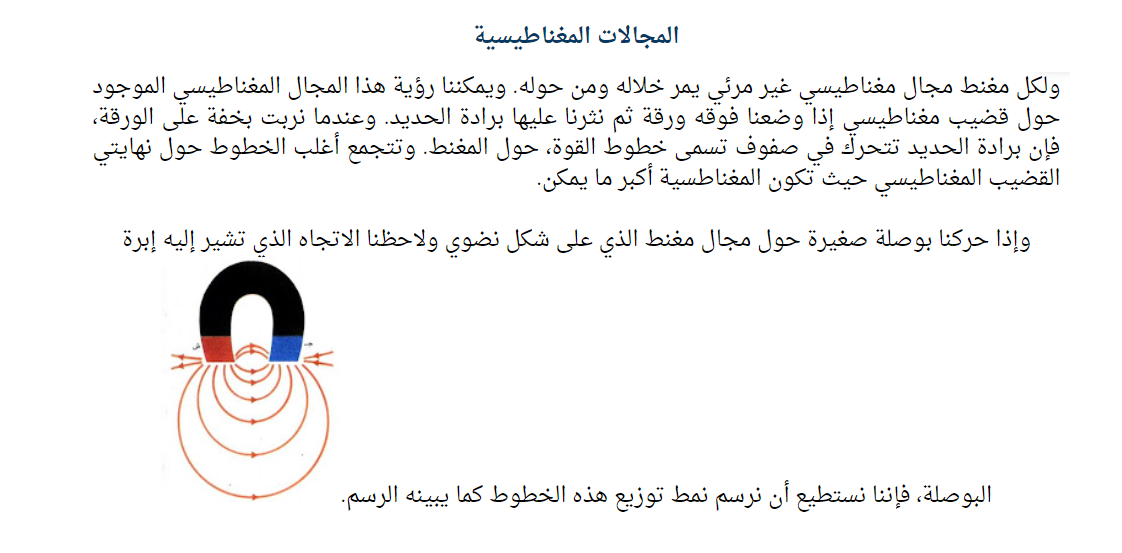 المجالات المغناطيسية
ولكل مغنط مجال مغناطيسي غير مرئي يمر خلاله ومن حوله. ويمكننا رؤية هذا المجال المغناطيسي الموجود
حول قضيب مغناطيسي إذا وضعنا فوقه ورقة ثم نثرنا عليها برادة الحديد. وعندما نربت بخفة على الورقة،
فإن برادة الحديد تتحرك في صفوف تسمى خطوط القوة، حول المغنط. وتتجمع أغلب الخطوط حول نهايتي
القضيب المغناطيسي حيث تكون المغناطسية أكبر ما يمكن.
وإذا حركنا بوصلة صغيرة حول مجال مغنط الذي على شكل نضوي ولاحظنا الاتجاه الذي تشير إليه إبرة
البوصلة، فإننا نستطيع أن نرسم نمط توزيع هذه الخطوط كما يبينه الرسم.